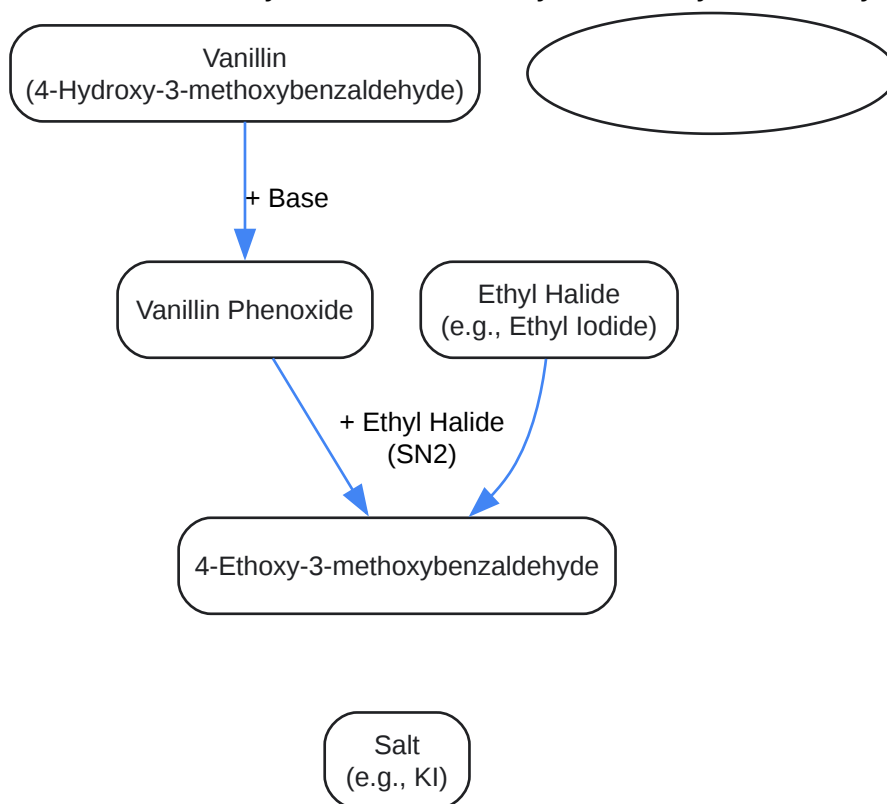 Vanillin
(4-Hydroxy-3-methoxybenzaldehyde)
+ Base
Vanillin Phenoxide
Ethyl Halide
(e.g., Ethyl Iodide)
+ Ethyl Halide
(SN2)
4-Ethoxy-3-methoxybenzaldehyde
Salt
(e.g., KI)